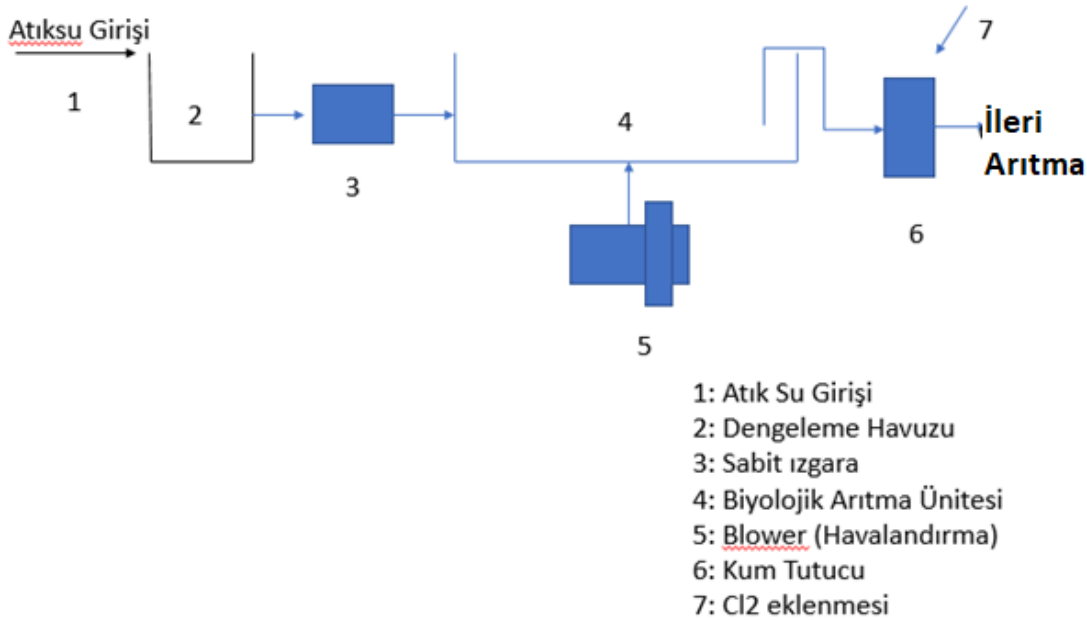 Atıksu Girişi
1
2
3
4
5
6
7
İleri
Arıtma
1: Atık Su Girişi
2: Dengeleme Havuzu
3: Sabit ızgara
4: Biyolojik Arıtma Ünitesi
5: Blower (Havalandırma)
6: Kum Tutucu
7: Cl2 eklenmesi